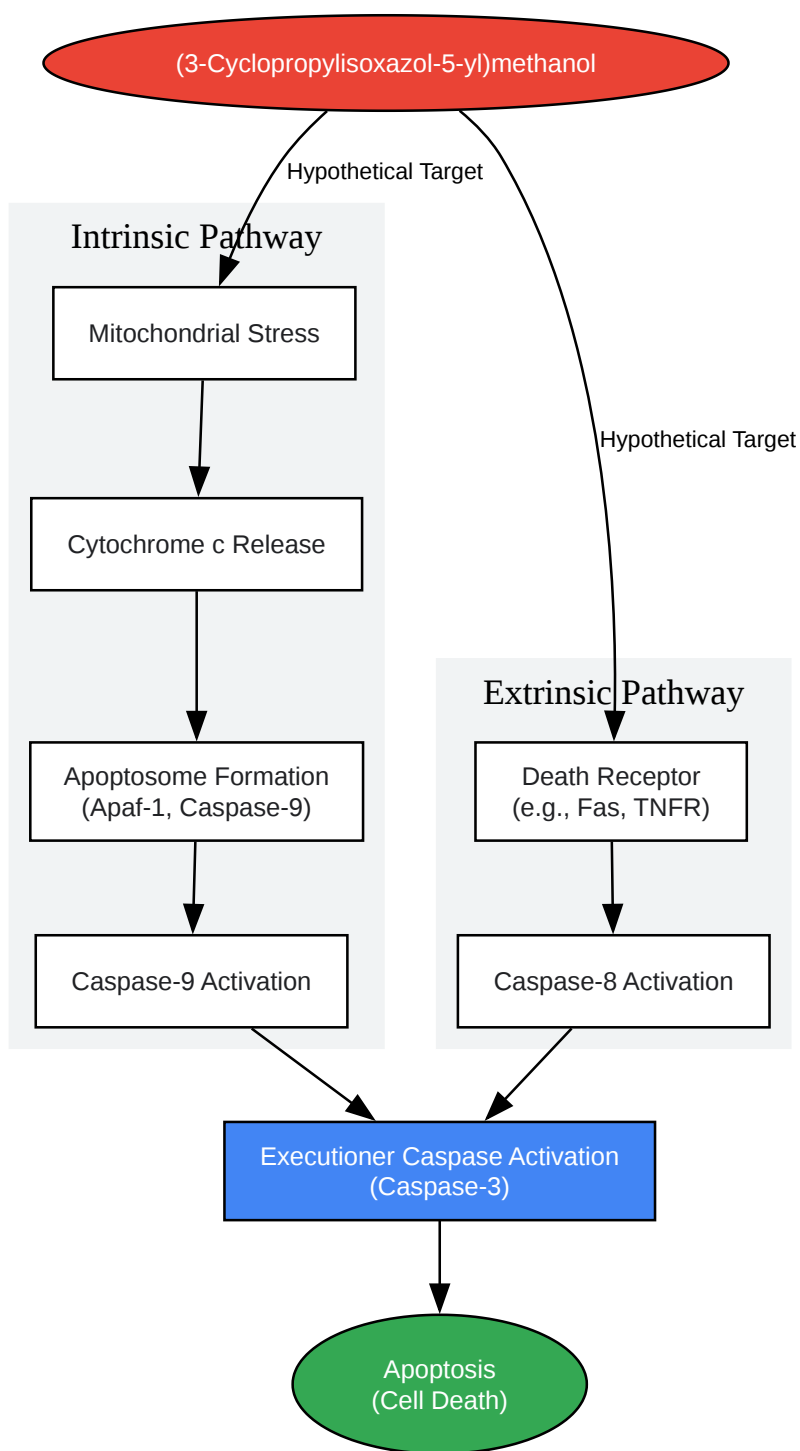 (3-Cyclopropylisoxazol-5-yl)methanol
Hypothetical Target
Intrinsic Pathway
Mitochondrial Stress
Hypothetical Target
Cytochrome c Release
Extrinsic Pathway
Apoptosome Formation
(Apaf-1, Caspase-9)
Death Receptor
(e.g., Fas, TNFR)
Caspase-9 Activation
Caspase-8 Activation
Executioner Caspase Activation
(Caspase-3)
Apoptosis
(Cell Death)